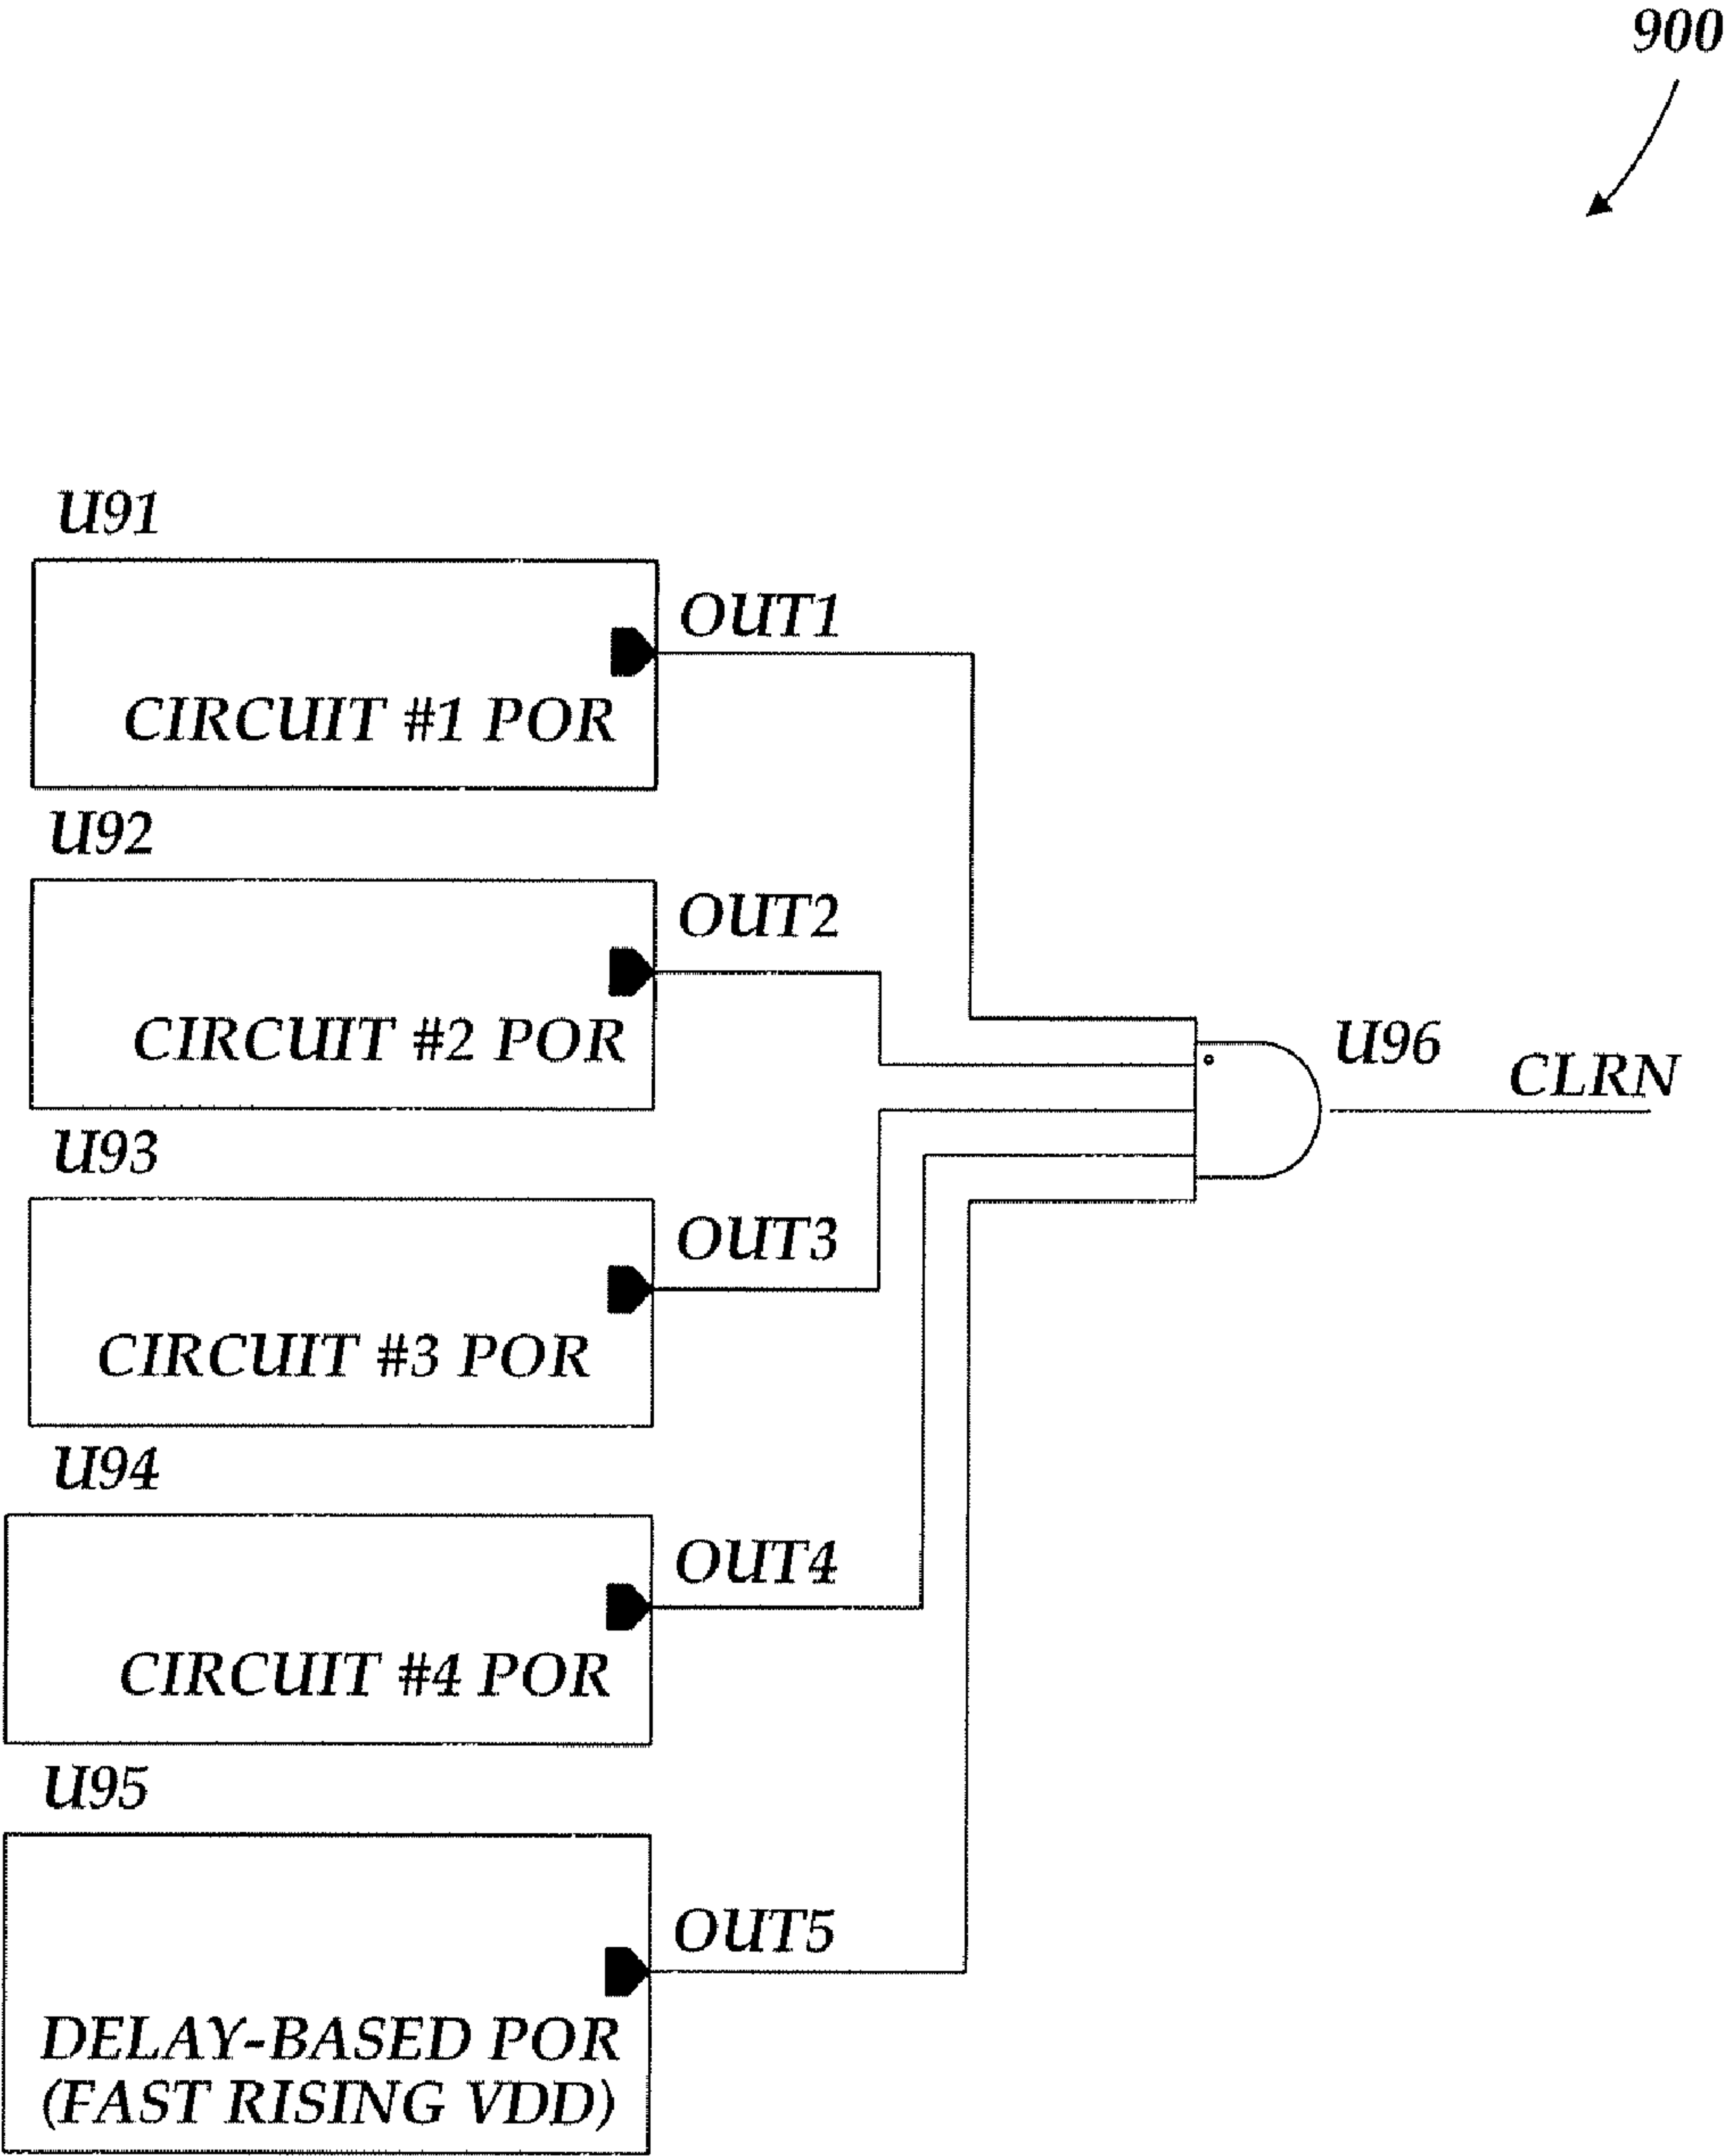 900
U91
OUT1
CIRCUIT #1 POR
U92
OUT2
CIRCUIT #2 POR
U96
CLRN
U93
OUT3
CIRCUIT #3 POR
U94
OUT4
CIRCUIT #4 POR
U95
OUT5
DELAY-BASED POR
(FAST RISING VDD)